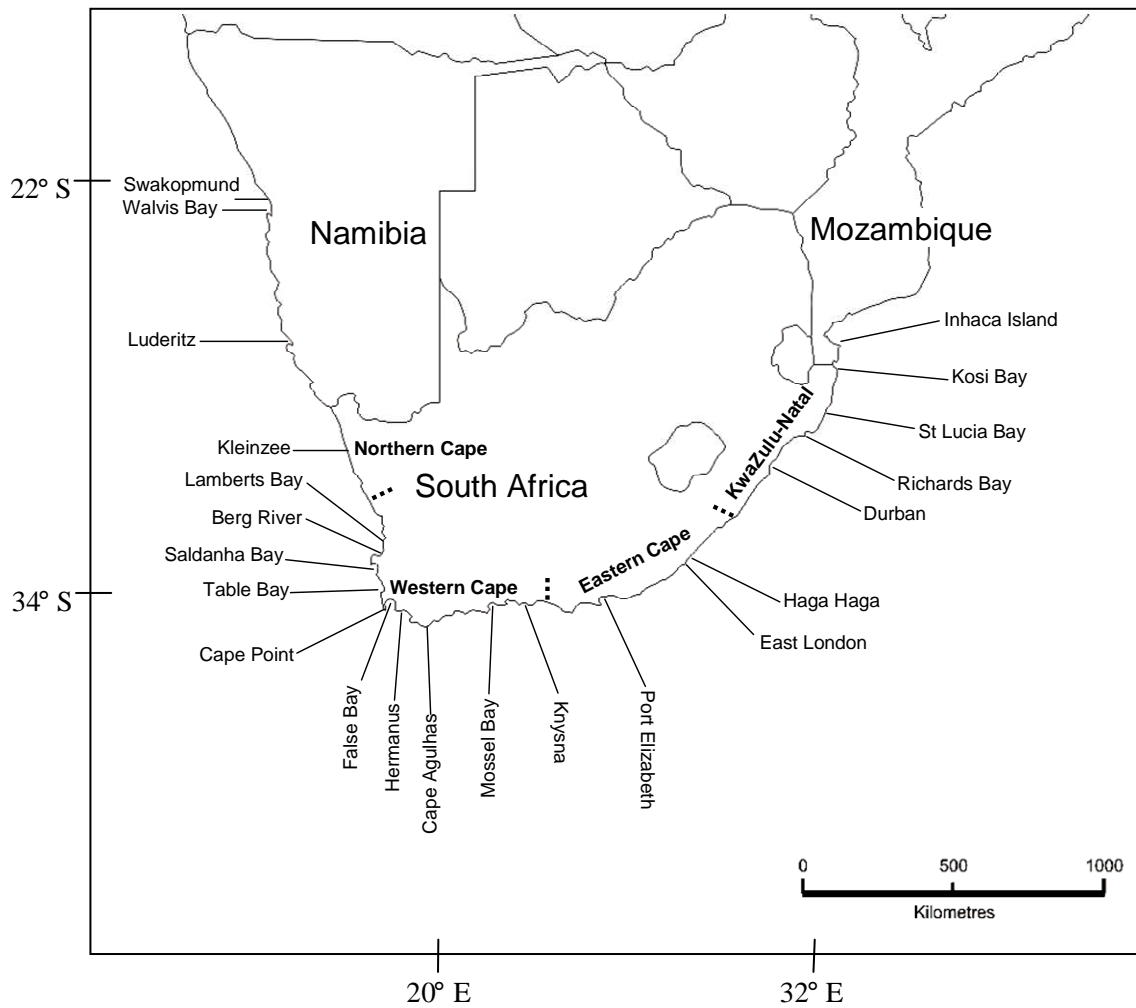 22° S
Swakopmund
Walvis Bay
Namibia
Mozambique
Luderitz
Inhaca Island
Kosi Bay
St Lucia Bay
Richards Bay
Durban
KwaZulu-Natal
Kleinzee
Northern Cape
Lamberts Bay
South Africa
Berg River
Saldanha Bay
Eastern Cape
Table Bay
Western Cape
34° S
Haga Haga
East London
Cape Point
False Bay
Hermanus
Cape Agulhas
Mossel Bay
Knysna
Port Elizabeth
0 500 1000
Kilometres
20° E
32° E